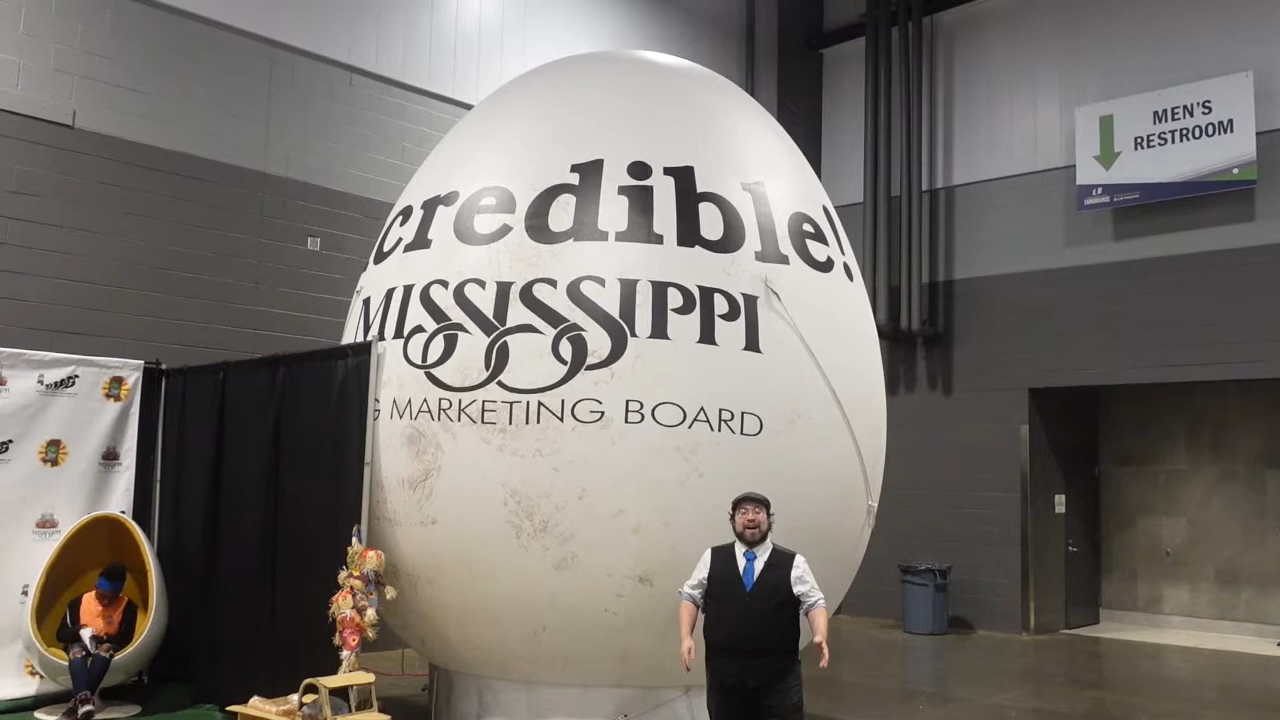 credible!
MISSISSIPPI
G MARKETING BOARD
MEN'S
RESTROOM